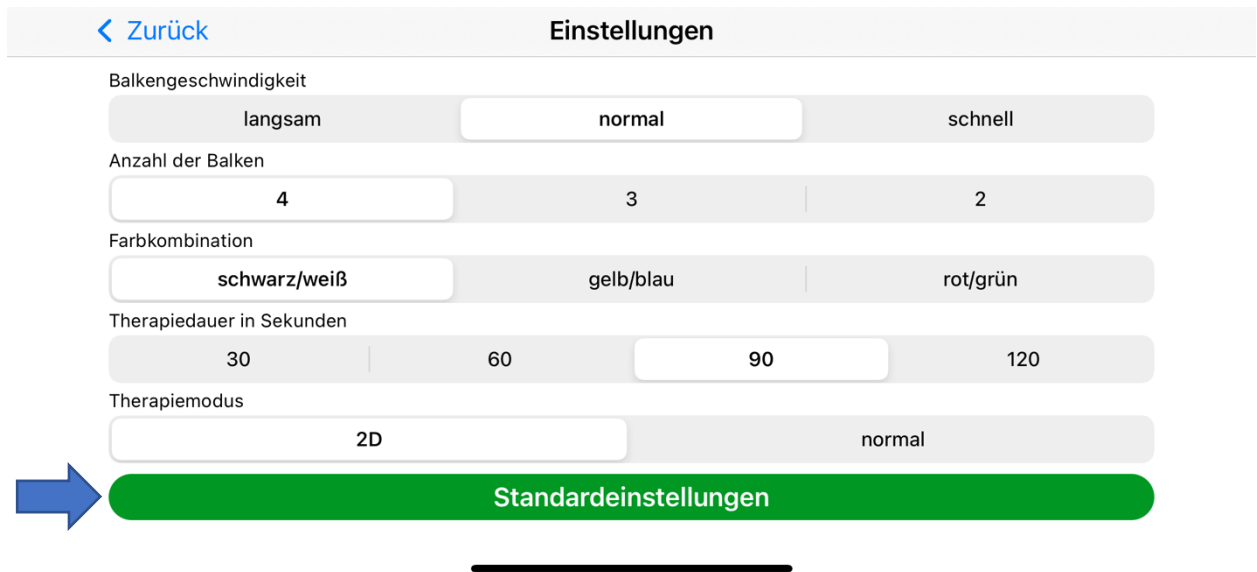 Zurück Einstellungen
Balkengeschwindigkeit
langsam normal schnell
Anzahl der Balken
4 3 2
Farbkombination
schwarz/weiß gelb/blau rot/grün
Therapiedauer in Sekunden
30 60 90 120
Therapiemodus
2D normal
Standardeinstellungen